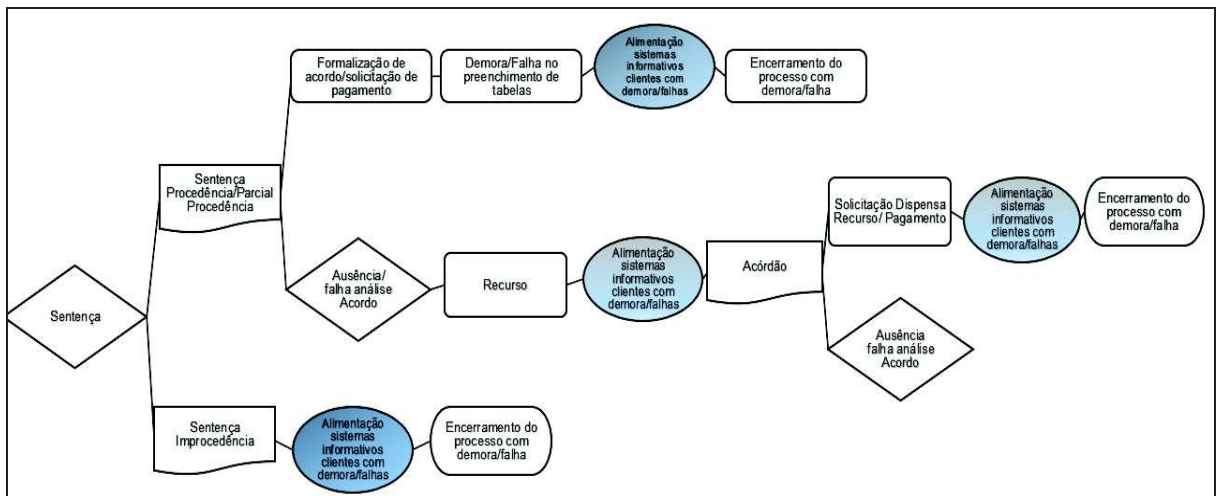 Formalização de
acordo/solicitação de
pagamento
Demora/Falha no
preenchimento de
tabelas
Alimentação
sistemas
informativos
clientes com
demora/falhas
Encerramento do
processo com
demora/falha
Sentença
Procedência/Parcial
Procedência
Solicitação Dispensa
Recurso/ Pagamento
Alimentação
sistemas
informativos
clientes com
demora/falhas
Encerramento do
processo com
demora/falha
Ausência/
falha análise
Acordo
Recurso
Alimentação
sistemas
informativos
clientes com
demora/falhas
Acórdão
Sentença
Ausência
falha análise
Acordo
Sentença
Improcedência
Alimentação
sistemas
informativos
clientes com
demora/falhas
Encerramento do
processo com
demora/falha